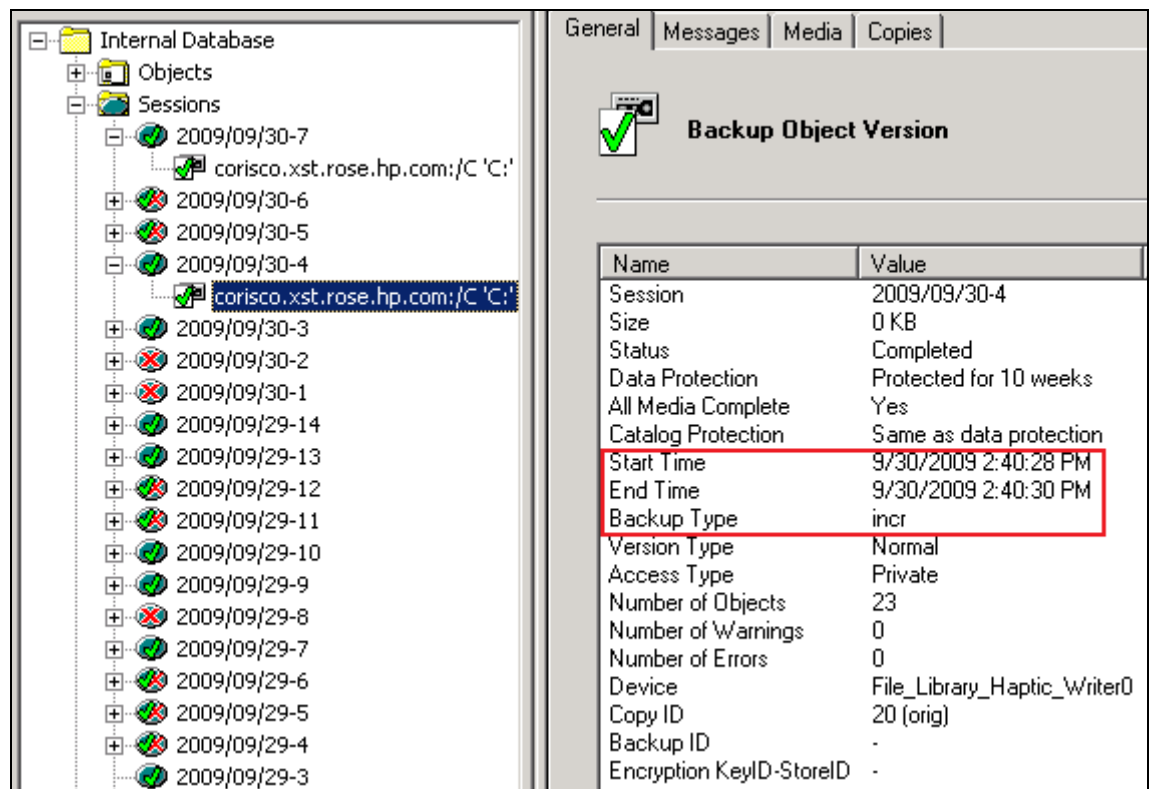 Internal Database
Objects
Sessions
2009/09/30-7
corisco.xst.rose.hp.com:/C 'C:'
2009/09/30-6
2009/09/30-5
2009/09/30-4
corisco.xst.rose.hp.com:/C 'C:'
2009/09/30-3
2009/09/30-2
2009/09/30-1
2009/09/29-14
2009/09/29-13
2009/09/29-12
2009/09/29-11
2009/09/29-10
2009/09/29-9
2009/09/29-8
2009/09/29-7
2009/09/29-6
2009/09/29-5
2009/09/29-4
2009/09/29-3
General Messages Media Copies
Backup Object Version
Name Value
Session 2009/09/30-4
Size 0 KB
Status Completed
Data Protection Protected for 10 weeks
All Media Complete Yes
Catalog Protection Same as data protection
Start Time 9/30/2009 2:40:28 PM
End Time 9/30/2009 2:40:30 PM
Backup Type incr
Version Type Normal
Access Type Private
Number of Objects 23
Number of Warnings 0
Number of Errors 0
Device File_Library_Haptic_Writer0
Copy ID 20 (orig)
Backup ID -
Encryption KeyID-StoreID -